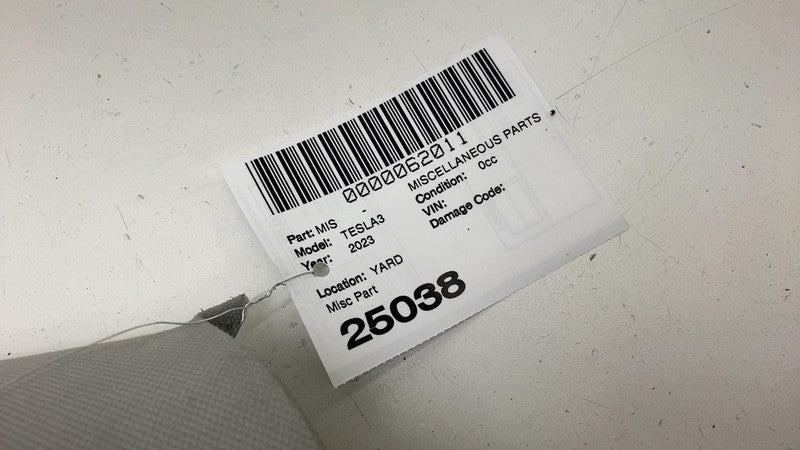 0000062011
Part: MIS - MISCELLANEOUS PARTS
Model: TESLA3 Condition: 0cc
Year: 2023 VIN:
Damage Code:
Location: YARD
Misc Part
25038